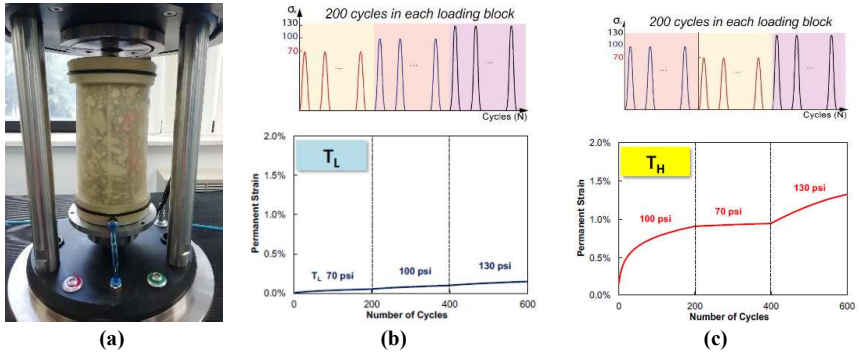 200 cycles in each loading block
σ
130
100
70
...
...
...
Cycles (N)
2.0%
1.5%
1.0%
0.5%
0.0%
Permanent Strain
T_L
T_L 70 psi
100 psi
130 psi
0
200
400
600
Number of Cycles
200 cycles in each loading block
σ
130
100
70
...
...
...
Cycles (N)
2.0%
1.5%
1.0%
0.5%
0.0%
Permanent Strain
T_H
100 psi
70 psi
130 psi
0
200
400
600
Number of Cycles
(a)
(b)
(c)